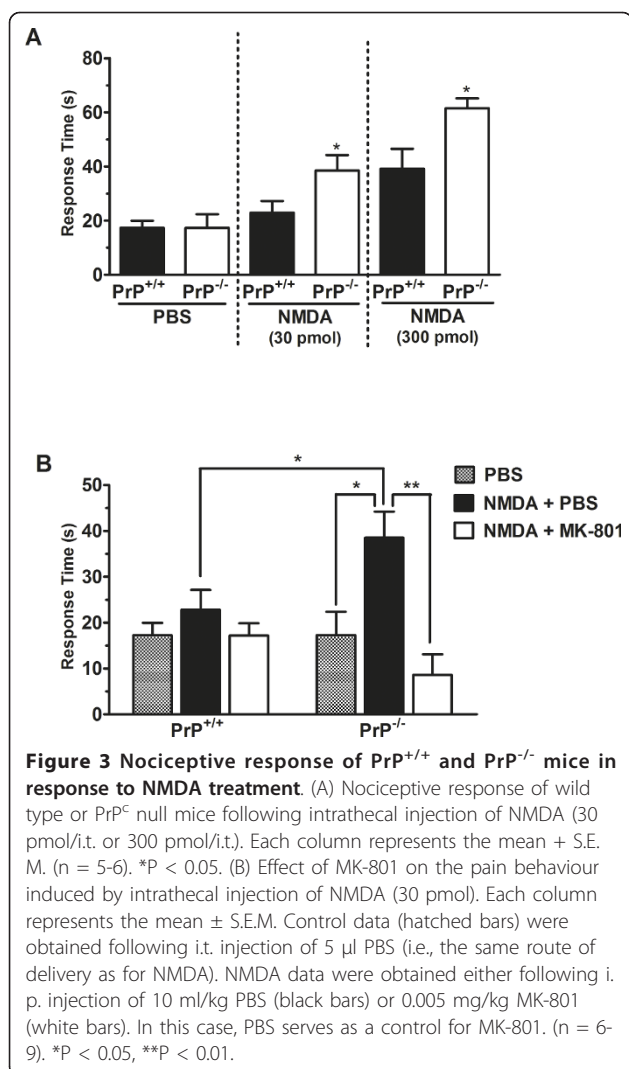 A
80
60
40
20
0
Response Time (s)
*
*
PrP+/+ PrP-/- PrP+/+ PrP-/- PrP+/+ PrP-/-
PBS NMDA NMDA
(30 pmol) (300 pmol)
B
50
40
30
20
10
0
Response Time (s)
*
* **
PBS
NMDA + PBS
NMDA + MK-801
PrP+/+ PrP-/-
Figure 3 Nociceptive response of PrP+/+ and PrP-/- mice in
response to NMDA treatment. (A) Nociceptive response of wild
type or PrPC null mice following intrathecal injection of NMDA (30
pmol/i.t. or 300 pmol/i.t.). Each column represents the mean + S.E.
M. (n = 5-6). *P < 0.05. (B) Effect of MK-801 on the pain behaviour
induced by intrathecal injection of NMDA (30 pmol). Each column
represents the mean ± S.E.M. Control data (hatched bars) were
obtained following i.t. injection of 5 μl PBS (i.e., the same route of
delivery as for NMDA). NMDA data were obtained either following i.
p. injection of 10 ml/kg PBS (black bars) or 0.005 mg/kg MK-801
(white bars). In this case, PBS serves as a control for MK-801. (n = 6-
9). *P < 0.05, **P < 0.01.